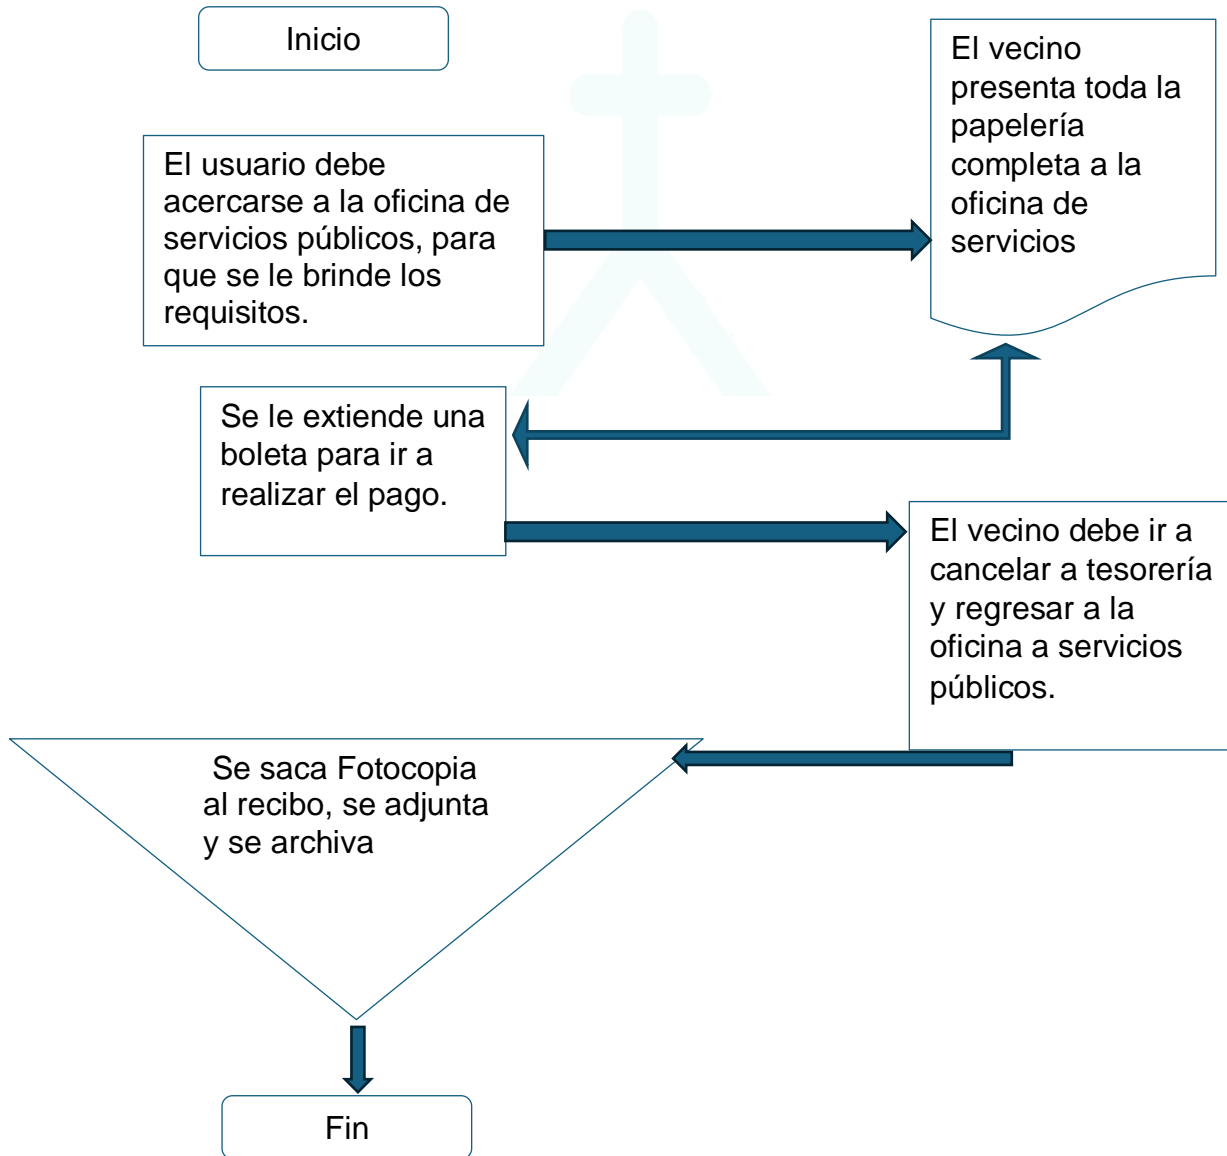 Inicio
El usuario debe
acercarse a la oficina de
servicios públicos, para
que se le brinde los
requisitos.
El vecino
presenta toda la
papelería
completa a la
oficina de
servicios
Se le extiende una
boleta para ir a
realizar el pago.
El vecino debe ir a
cancelar a tesorería
y regresar a la
oficina a servicios
públicos.
Se saca Fotocopia
al recibo, se adjunta
y se archiva
Fin